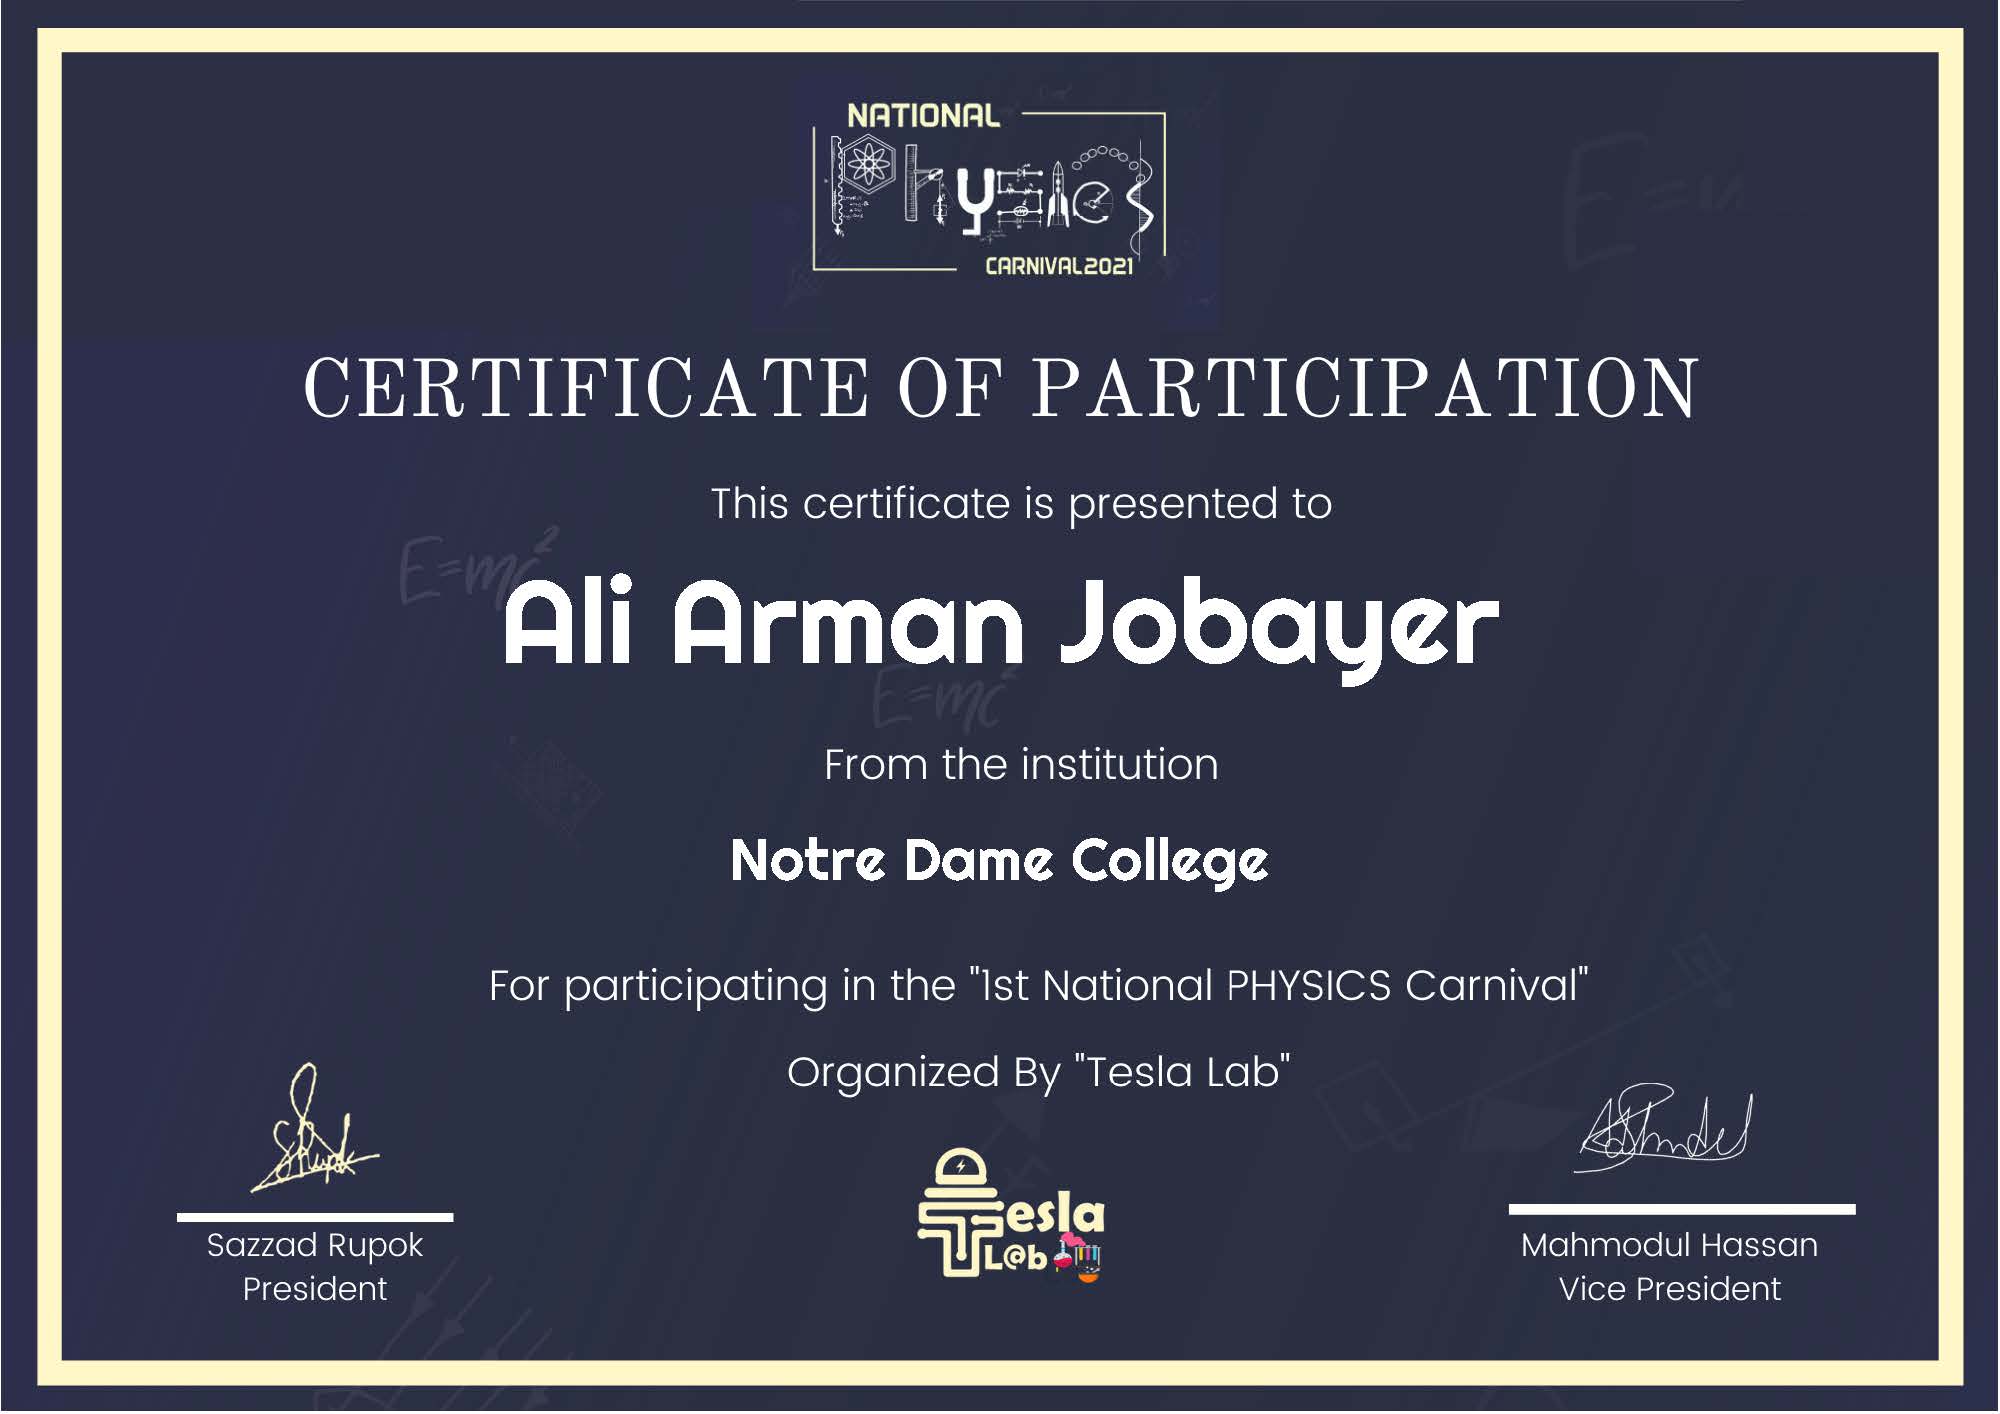 NATIONAL
Physics
CARNIVAL2021
E=m
CERTIFICATE OF PARTICIPATION
This certificate is presented to
E=mc²
Ali Arman Jobayer
E=mc²
From the institution
Notre Dame College
For participating in the "1st National PHYSICS Carnival"
Organized By "Tesla Lab"
Tesla
L@b
Sazzad Rupok
President
Mahmodul Hassan
Vice President